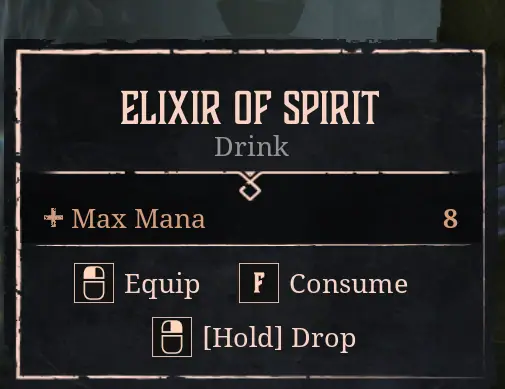 ELIXIR OF SPIRIT
Drink
Max Mana 8
Equip F Consume
[Hold] Drop